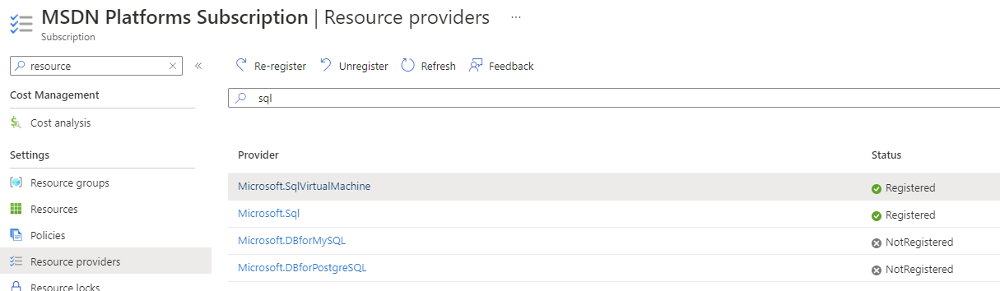 MSDN Platforms Subscription | Resource providers ...
Subscription
resource
Re-register Unregister Refresh Feedback
sql
Cost Management
Cost analysis
Settings
Resource groups
Resources
Policies
Resource providers
Resource locks
Provider Status
Microsoft.SqlVirtualMachine Registered
Microsoft.Sql Registered
Microsoft.DBforMySQL NotRegistered
Microsoft.DBforPostgreSQL NotRegistered